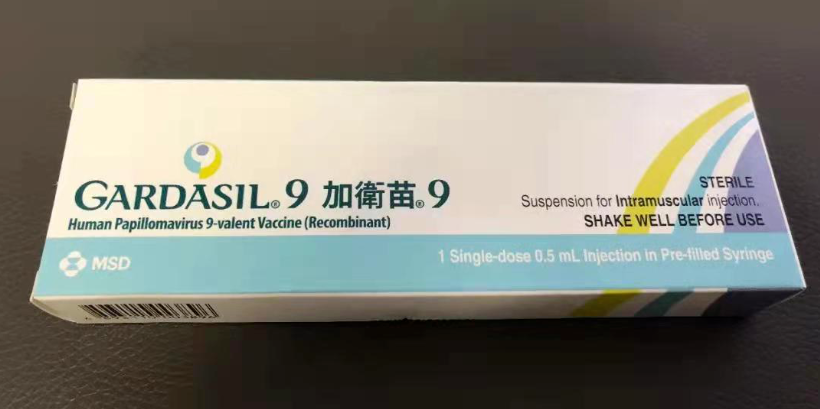 GARDASIL®9 加衛苗®9
Human Papillomavirus 9-valent Vaccine (Recombinant)
STERILE
Suspension for Intramuscular injection.
SHAKE WELL BEFORE USE
MSD
1 Single-dose 0.5 mL Injection in Pre-filled Syringe